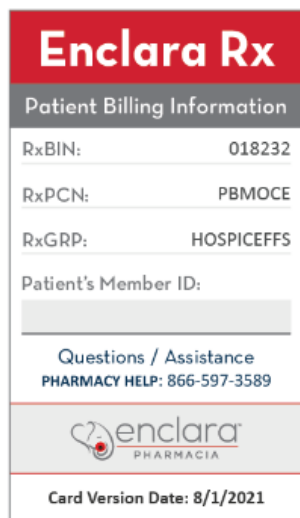 Enclara Rx
Patient Billing Information
RxBIN: 018232
RxPCN: PBMOCE
RxGRP: HOSPICEFFS
Patient's Member ID:
Questions / Assistance
PHARMACY HELP: 866-597-3589
enclara
PHARMACIA
Card Version Date: 8/1/2021